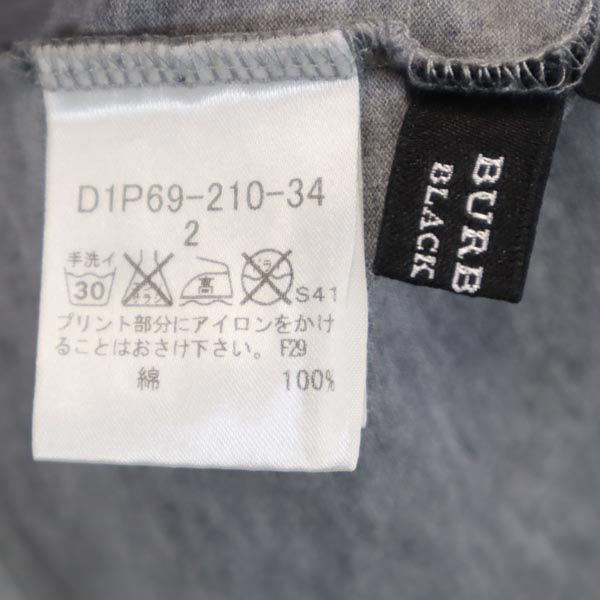 D1P69-210-34
2
手洗イ
30 高 S41
プリント部分にアイロンをかけ
ることはおさけ下さい。 F29
綿 100%
BURB
BLACK